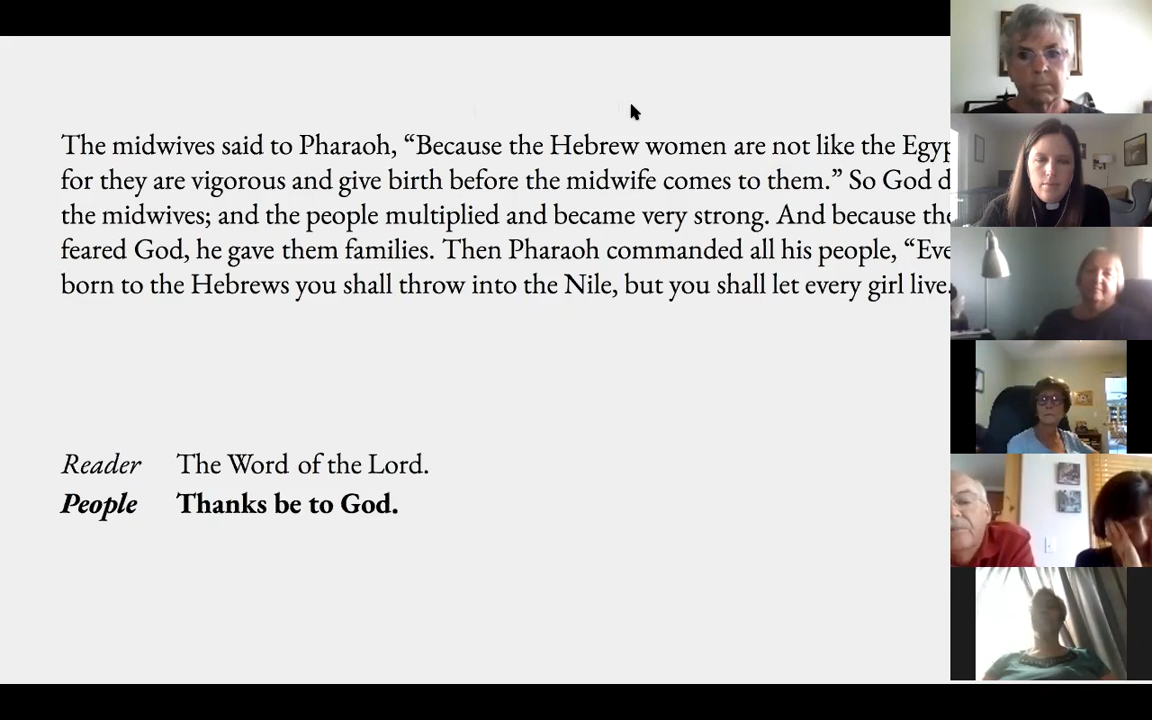 The midwives said to Pharaoh, “Because the Hebrew women are not like the
for they are vigorous and give birth before the midwife comes to them.” So God
the midwives; and the people multiplied and became very strong. And because
feared God, he gave them families. Then Pharaoh commanded all his people,
born to the Hebrews you shall throw into the Nile, but you shall let every girl live.
Reader The Word of the Lord.
People Thanks be to God.